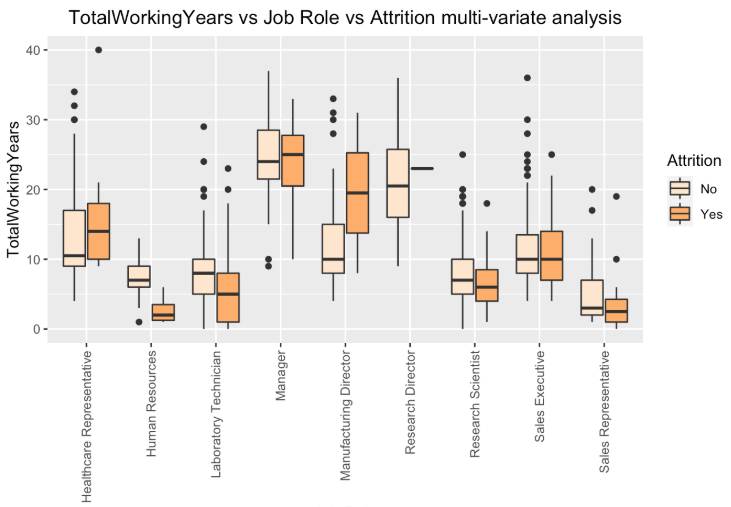 TotalWorkingYears vs Job Role vs Attrition multi-variate analysis
TotalWorkingYears
40
30
20
10
0
Healthcare Representative
Human Resources
Laboratory Technician
Manager
Manufacturing Director
Research Director
Research Scientist
Sales Executive
Sales Representative
Attrition
No
Yes